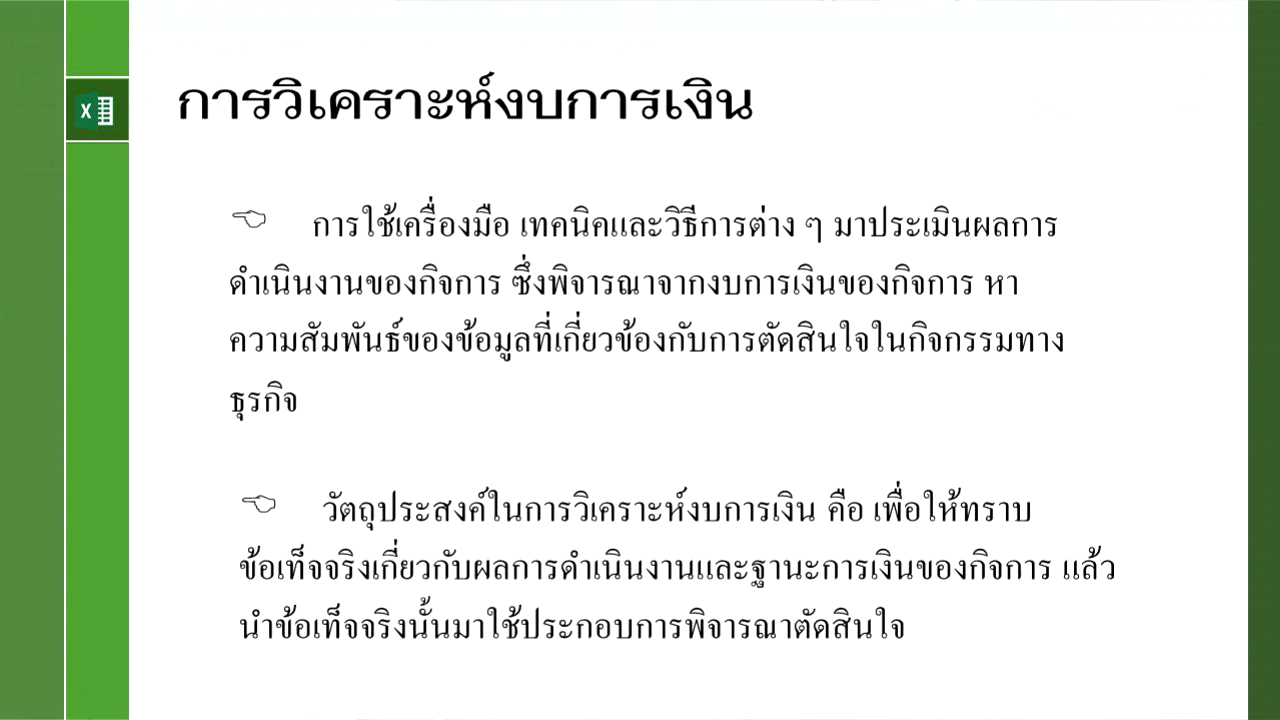 การวิเคราะห์งบการเงิน
☜ การใช้เครื่องมือ เทคนิคและวิธีการต่าง ๆ มาประเมินผลการ
ดำเนินงานของกิจการ ซึ่งพิจารณาจากงบการเงินของกิจการ หา
ความสัมพันธ์ของข้อมูลที่เกี่ยวข้องกับการตัดสินใจในกิจกรรมทาง
ธุรกิจ
☜ วัตถุประสงค์ในการวิเคราะห์งบการเงิน คือ เพื่อให้ทราบ
ข้อเท็จจริงเกี่ยวกับผลการดำเนินงานและฐานะการเงินของกิจการ แล้ว
นำข้อเท็จจริงนั้นมาใช้ประกอบการพิจารณาตัดสินใจ